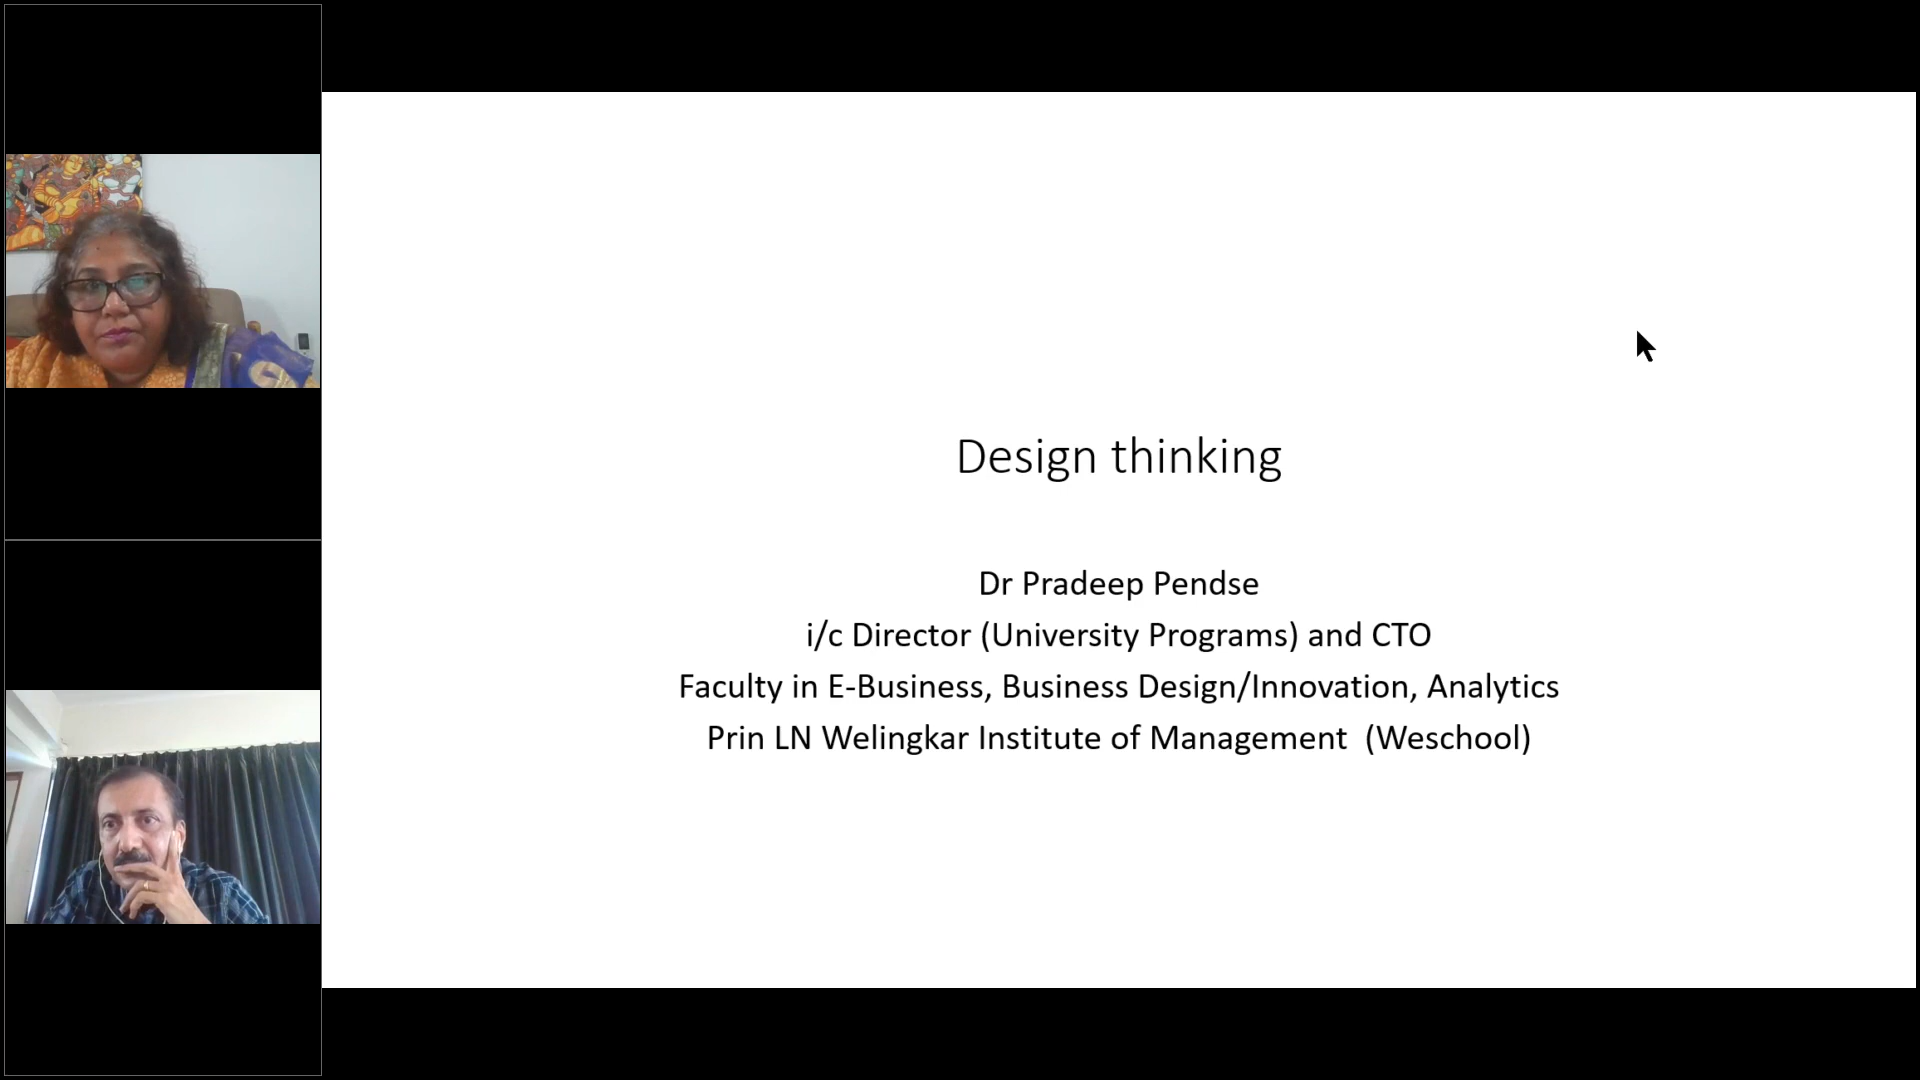 Design thinking
Dr Pradeep Pendse
i/c Director (University Programs) and CTO
Faculty in E-Business, Business Design/Innovation, Analytics
Prin LN Welingkar Institute of Management  (Weschool)